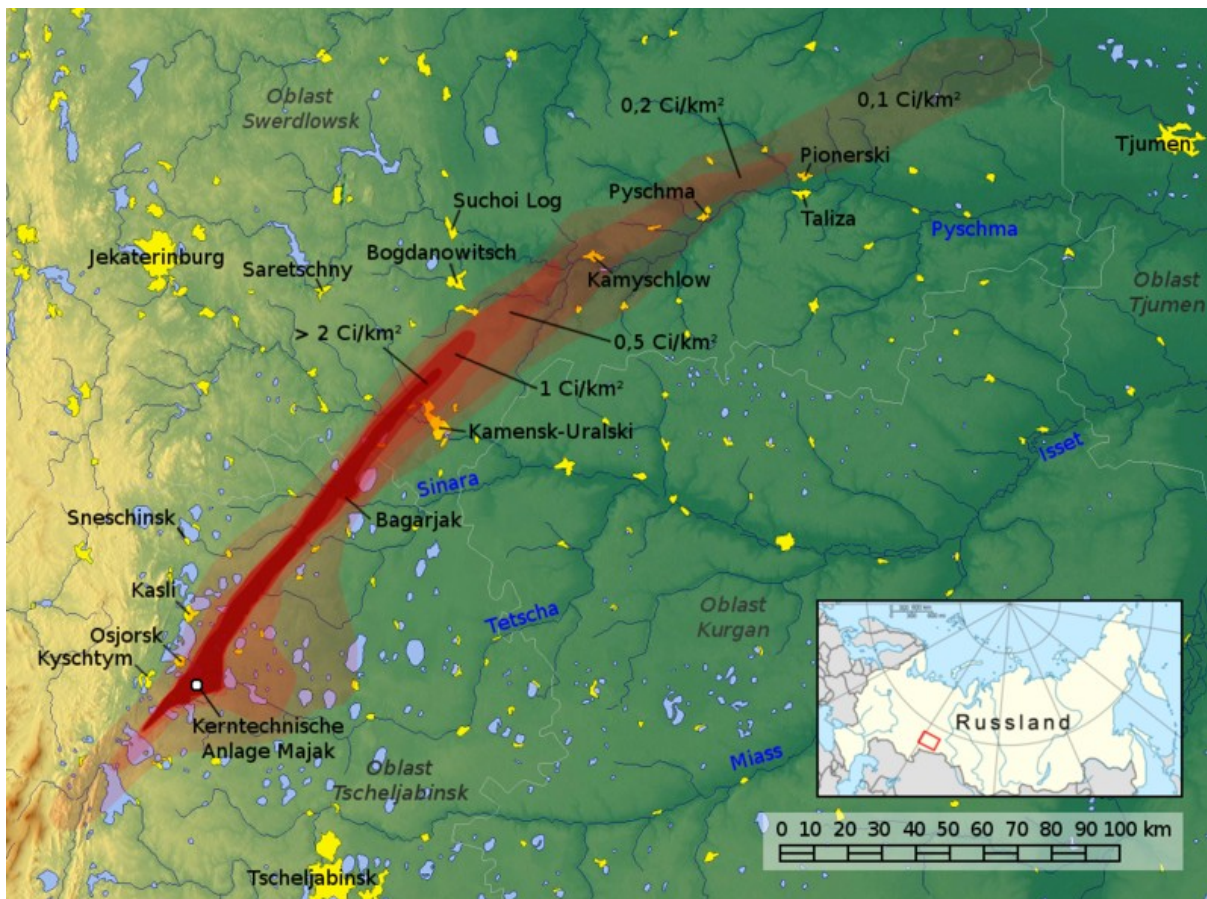 Oblast
Swerdlowsk
0,2 Ci/km²
0,1 Ci/km²
Tjumen
Pionerski
Pyschma
Suchoi Log
Taliza
Pyschma
Jekaterinburg
Saretschny
Bogdanowitsch
Kamyschlow
Oblast
Tjumen
> 2 Ci/km²
0,5 Ci/km²
1 Ci/km²
Kamensk-Uralski
Isset
Sinara
Sneschinsk
Bagarjak
Kasli
Tetscha
Oblast
Kurgan
Osjorsk
Kyschtym
Kerntechnische
Anlage Majak
Russland
Oblast
Tscheljabinsk
Miass
0 10 20 30 40 50 60 70 80 90 100 km
Tscheljabinsk